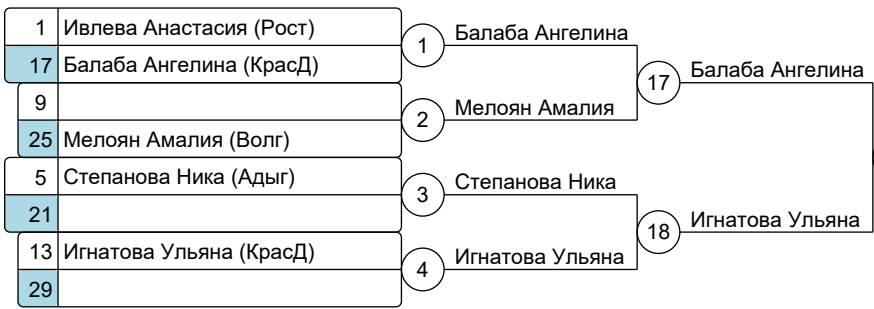 1 Ивлева Анастасия (Рост)
17 Балаба Ангелина (КрасД)
1 Балаба Ангелина
9
25 Мелоян Амалия (Волг)
2 Мелоян Амалия
17 Балаба Ангелина
5 Степанова Ника (Адыг)
21
3 Степанова Ника
13 Игнатова Ульяна (КрасД)
29
4 Игнатова Ульяна
18 Игнатова Ульяна